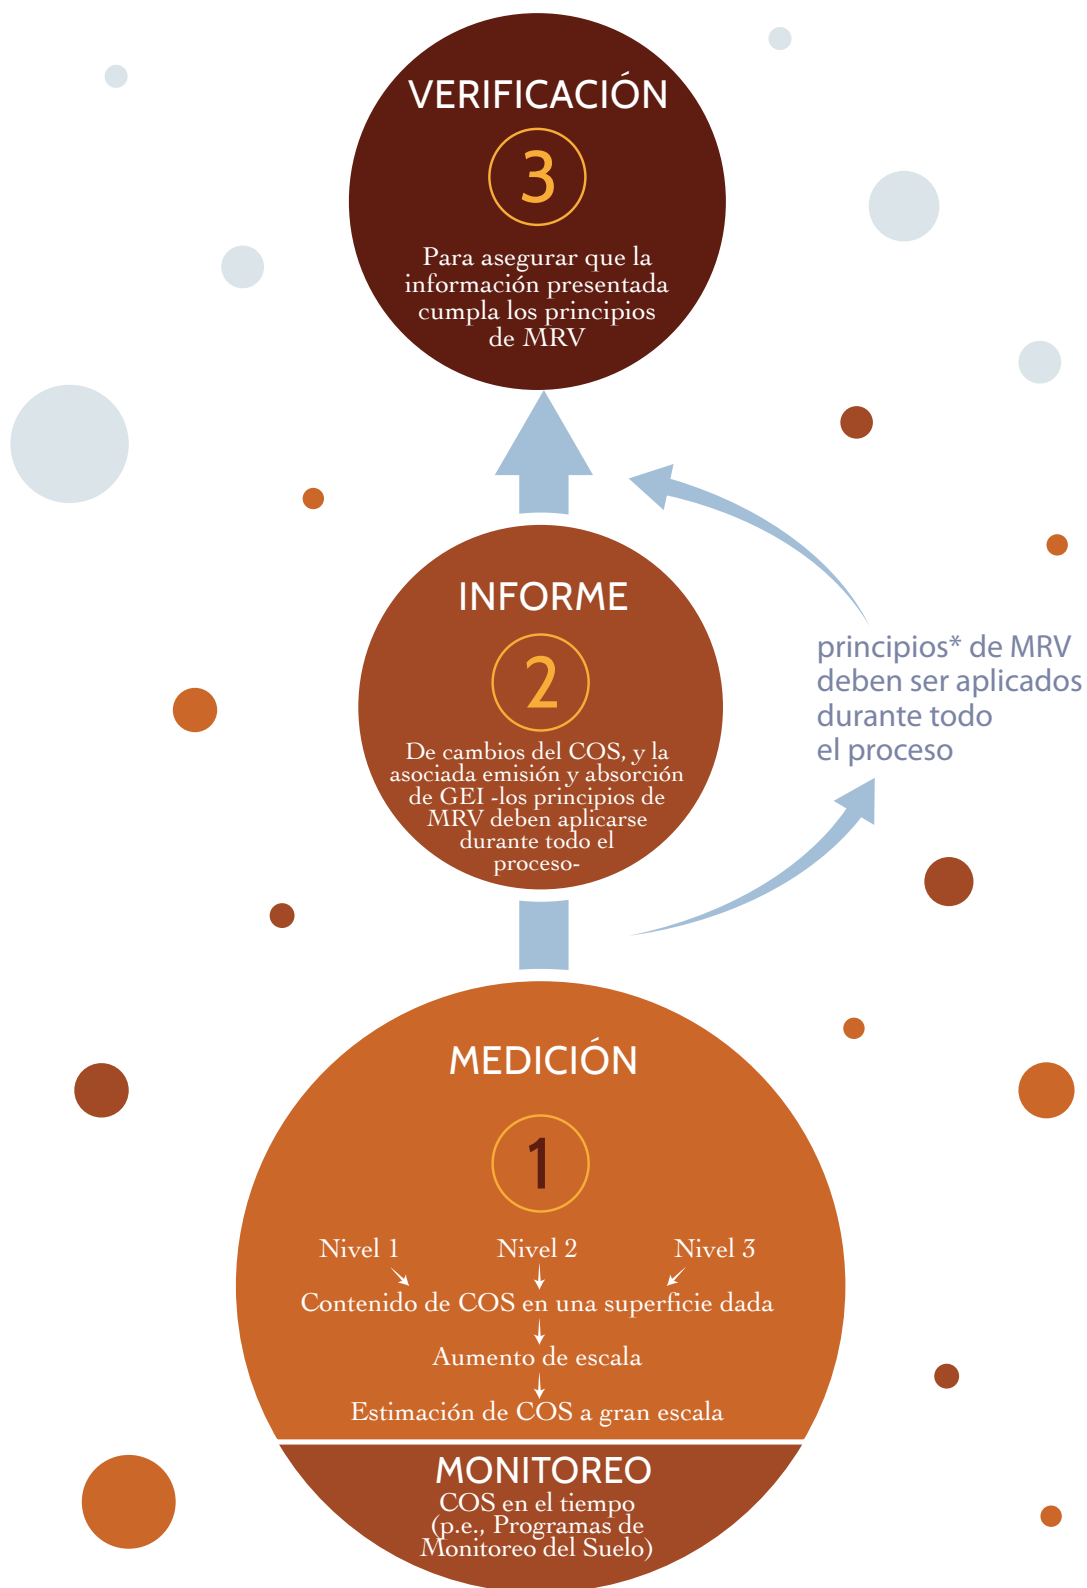 VERIFICACIÓN
3
Para asegurar que la
información presentada
cumpla los principios
de MRV
INFORME
2
De cambios del COS, y la
asociada emisión y absorción
de GEI -los principios de
MRV deben aplicarse
durante todo el
proceso-
principios* de MRV
deben ser aplicados
durante todo
el proceso
MEDICIÓN
1
Nivel 1 Nivel 2 Nivel 3
Contenido de COS en una superficie dada
Aumento de escala
Estimación de COS a gran escala
MONITOREO
COS en el tiempo
(p.e., Programas de
Monitoreo del Suelo)